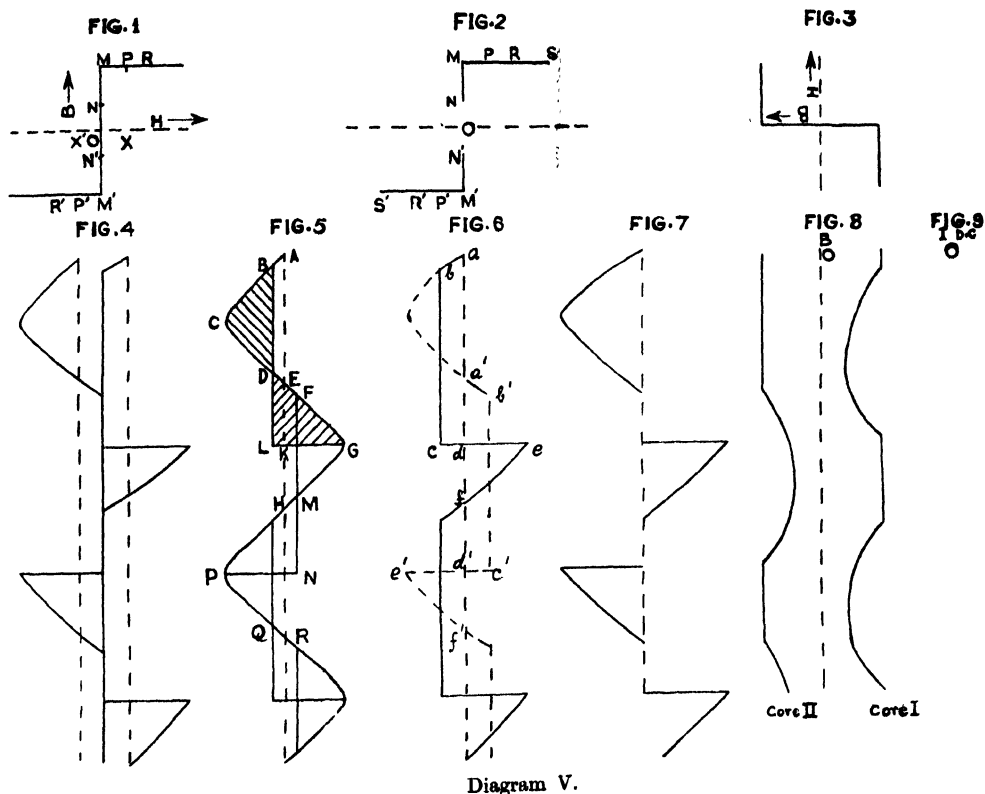 FIG.1
FIG.2
FIG.3
M P R
B
N
H
X' O X
N'
R' P' M'
M P R S
N
O
N'
S' R' P' M'
H
B
FIG.4
FIG.5
FIG.6
FIG.7
FIG.8
FIG.9
B
O
I D.C
O
B A
C
D E F
L K G
H M
P N
Q R
a
b
a'
b'
c d e
f
e' d' c'
f'
Core II
Core I
Diagram V.